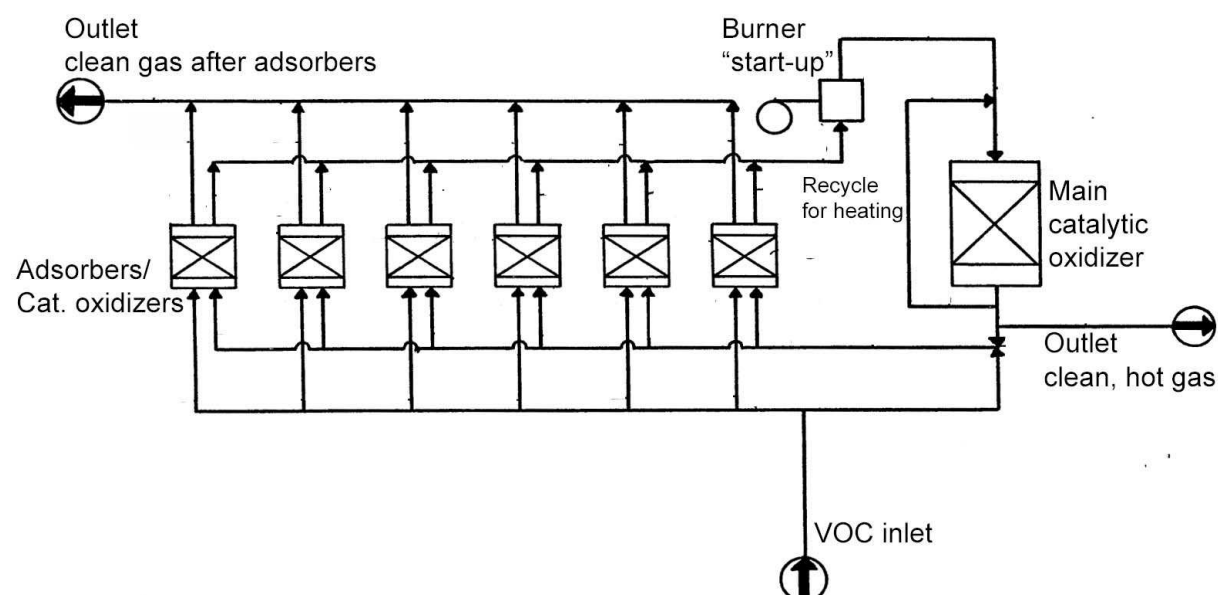 Outlet
clean gas after adsorbers
Burner
“start-up”
Recycle
for heating
Main
catalytic
oxidizer
Adsorbers/
Cat. oxidizers
Outlet
clean, hot gas
VOC inlet